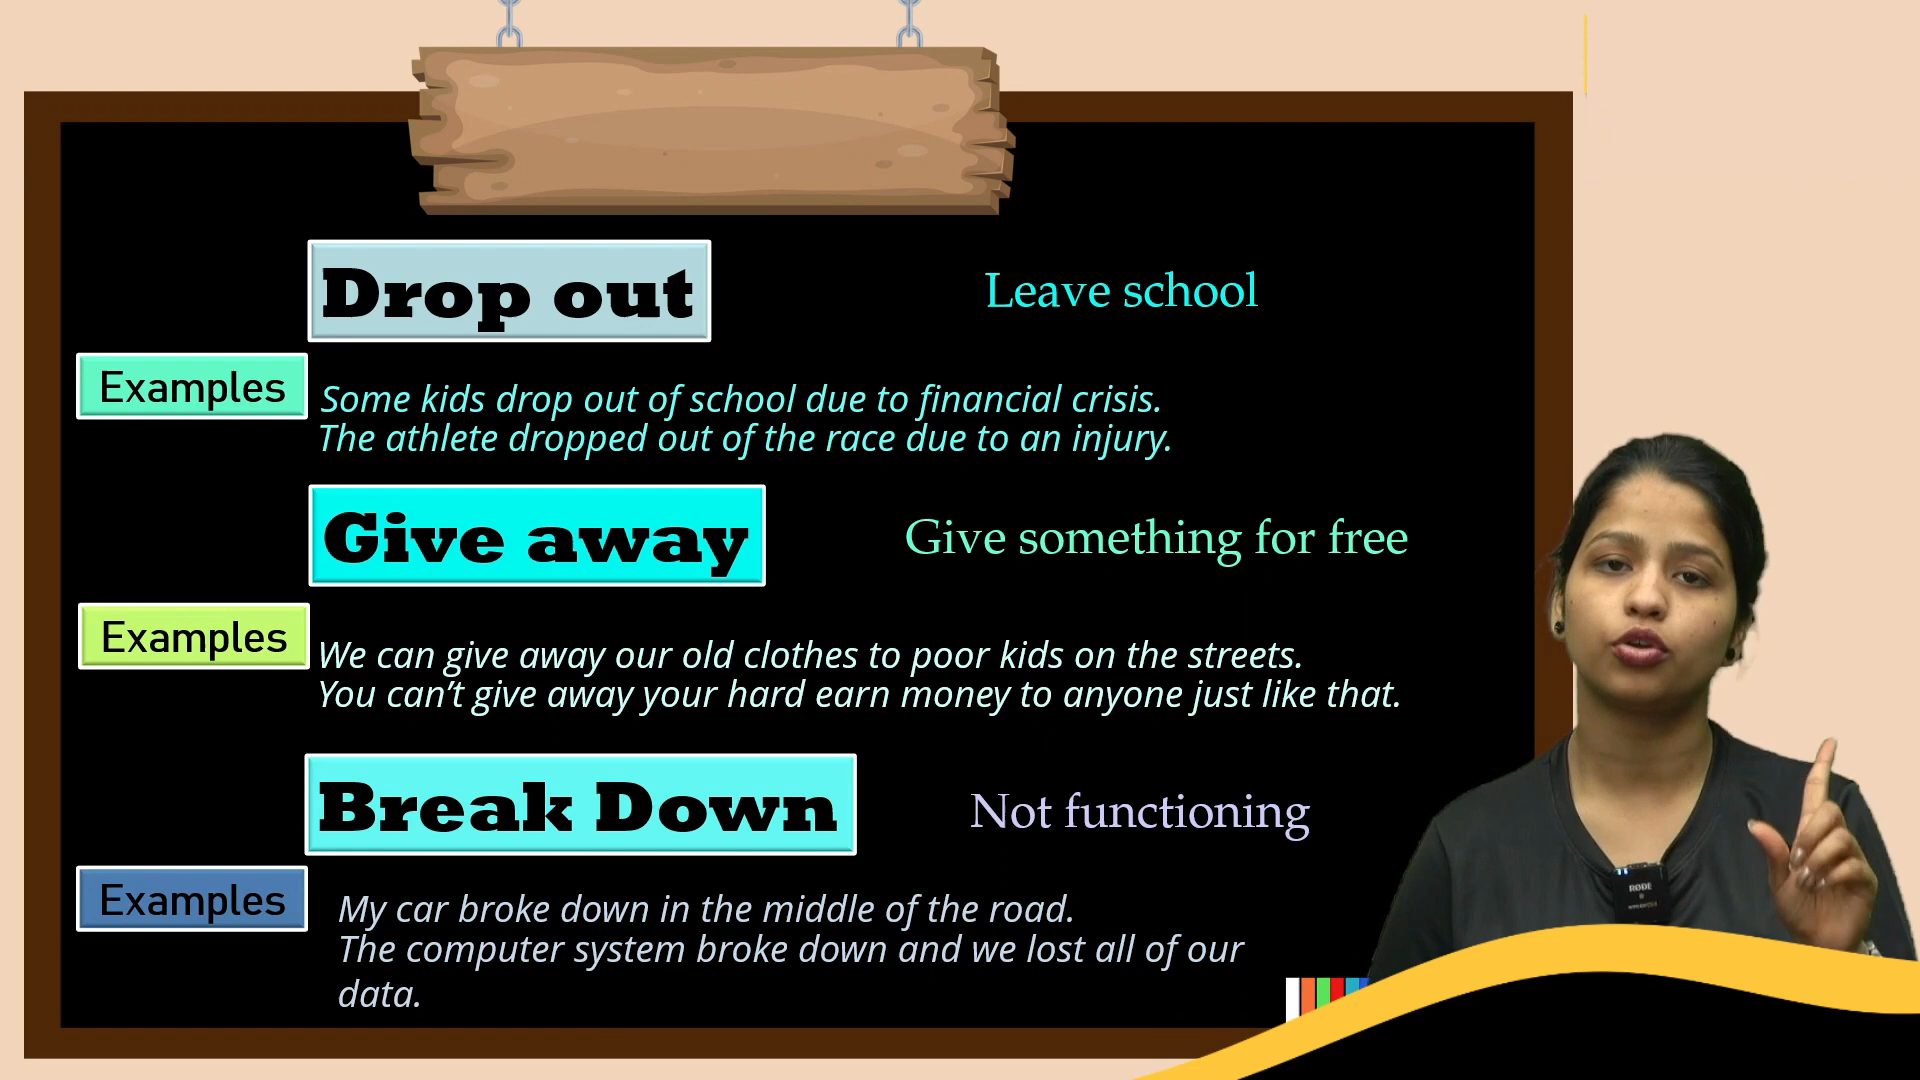 Drop out
Leave school
Examples
Some kids drop out of school due to financial crisis.
The athlete dropped out of the race due to an injury.
Give away
Give something for free
Examples
We can give away our old clothes to poor kids on the streets.
You can't give away your hard earn money to anyone just like that.
Break Down
Not functioning
Examples
My car broke down in the middle of the road.
The computer system broke down and we lost all of our
data.
RØDE